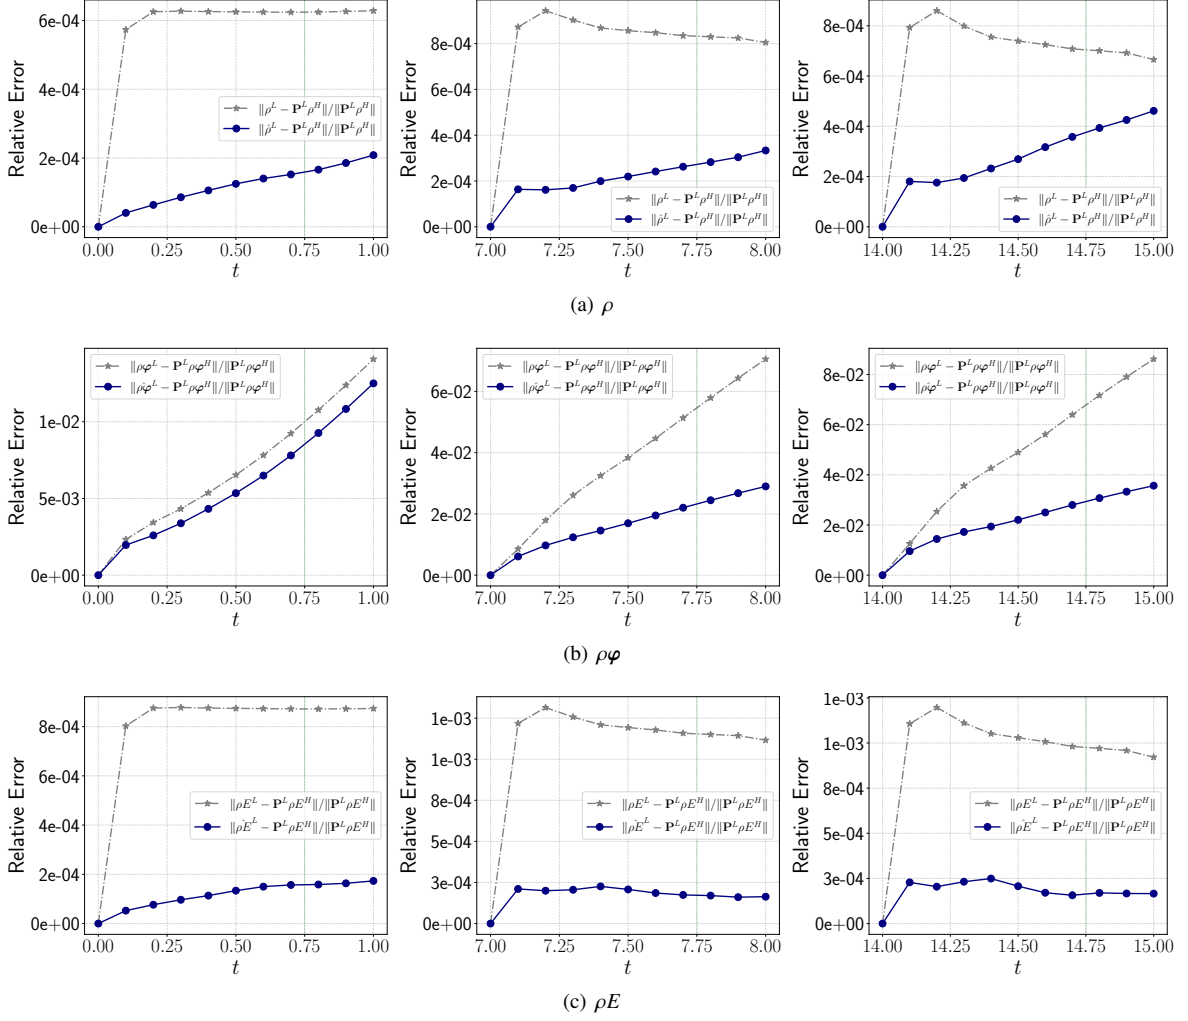 6e-04
4e-04
2e-04
0e+00
Relative Error
‖ρ^L − P^L ρ^H‖/‖P^L ρ^H‖
‖ρ̂^L − P^L ρ^H‖/‖P^L ρ^H‖
0.00 0.25 0.50 0.75 1.00
t
8e-04
6e-04
4e-04
2e-04
0e+00
Relative Error
‖ρ^L − P^L ρ^H‖/‖P^L ρ^H‖
‖ρ̂^L − P^L ρ^H‖/‖P^L ρ^H‖
7.00 7.25 7.50 7.75 8.00
t
8e-04
6e-04
4e-04
2e-04
0e+00
Relative Error
‖ρ^L − P^L ρ^H‖/‖P^L ρ^H‖
‖ρ̂^L − P^L ρ^H‖/‖P^L ρ^H‖
14.00 14.25 14.50 14.75 15.00
t
(a) ρ
1e-02
5e-03
0e+00
Relative Error
‖ρφ^L − P^L ρφ^H‖/‖P^L ρφ^H‖
‖ρ̂φ^L − P^L ρφ^H‖/‖P^L ρφ^H‖
0.00 0.25 0.50 0.75 1.00
t
6e-02
4e-02
2e-02
0e+00
Relative Error
‖ρφ^L − P^L ρφ^H‖/‖P^L ρφ^H‖
‖ρ̂φ^L − P^L ρφ^H‖/‖P^L ρφ^H‖
7.00 7.25 7.50 7.75 8.00
t
8e-02
6e-02
4e-02
2e-02
0e+00
Relative Error
‖ρφ^L − P^L ρφ^H‖/‖P^L ρφ^H‖
‖ρ̂φ^L − P^L ρφ^H‖/‖P^L ρφ^H‖
14.00 14.25 14.50 14.75 15.00
t
(b) ρφ
8e-04
6e-04
4e-04
2e-04
0e+00
Relative Error
‖ρE^L − P^L ρE^H‖/‖P^L ρE^H‖
‖ρ̂E^L − P^L ρE^H‖/‖P^L ρE^H‖
0.00 0.25 0.50 0.75 1.00
t
1e-03
1e-03
8e-04
5e-04
3e-04
0e+00
Relative Error
‖ρE^L − P^L ρE^H‖/‖P^L ρE^H‖
‖ρ̂E^L − P^L ρE^H‖/‖P^L ρE^H‖
7.00 7.25 7.50 7.75 8.00
t
1e-03
1e-03
8e-04
5e-04
3e-04
0e+00
Relative Error
‖ρE^L − P^L ρE^H‖/‖P^L ρE^H‖
‖ρ̂E^L − P^L ρE^H‖/‖P^L ρE^H‖
14.00 14.25 14.50 14.75 15.00
t
(c) ρE